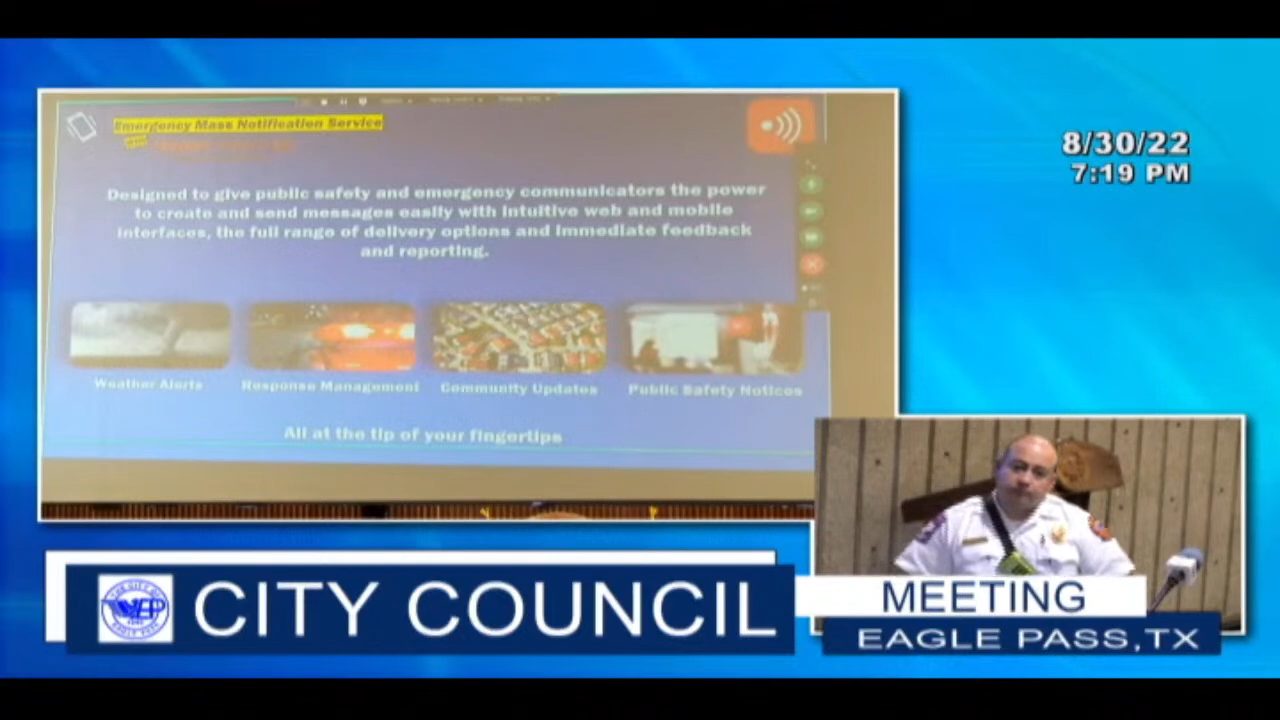 Emergency Mass Notification Service
8/30/22
7:19 PM
Designed to give public safety and emergency communicators the power
to create and send messages easily with intuitive web and mobile
interfaces, the full range of delivery options and immediate feedback
and reporting.
Weather Alerts
Response Management
Community Updates
Public Safety Notices
All at the tip of your fingertips
CITY COUNCIL
MEETING
EAGLE PASS,TX